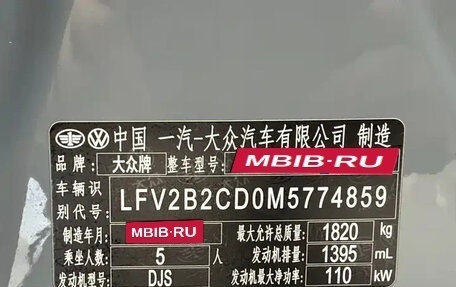 中国 一汽-大众汽车有限公司 制造
品牌: 大众牌 整车型号: MBIB-RU
车辆识别代号: LFV2B2CD0M5774859
制造年月: MBIB-RU 最大允许总质量: 1820 kg
乘坐人数: 5 人 发动机排量: 1395 mL
发动机型号: DJS 发动机最大净功率: 110 kW